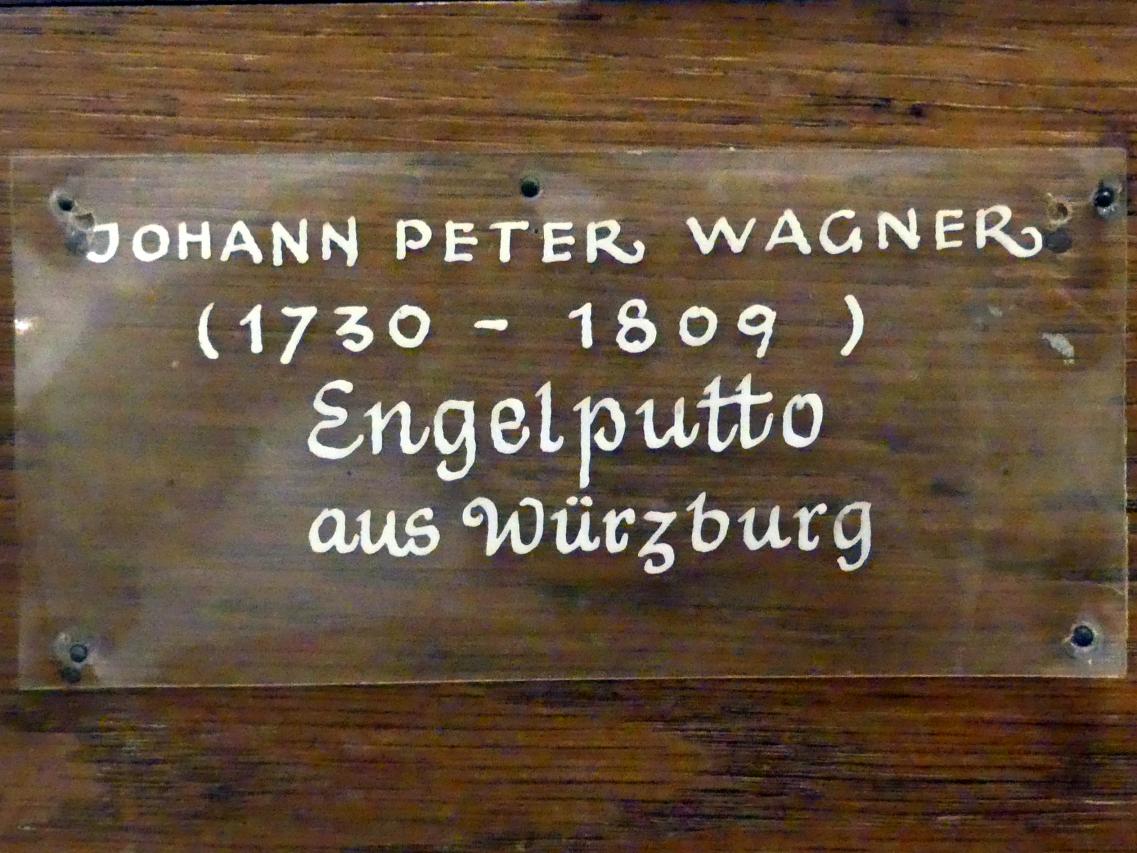 JOHANN PETER WAGNER
(1730 - 1809 )
Engelputto
aus Würzburg